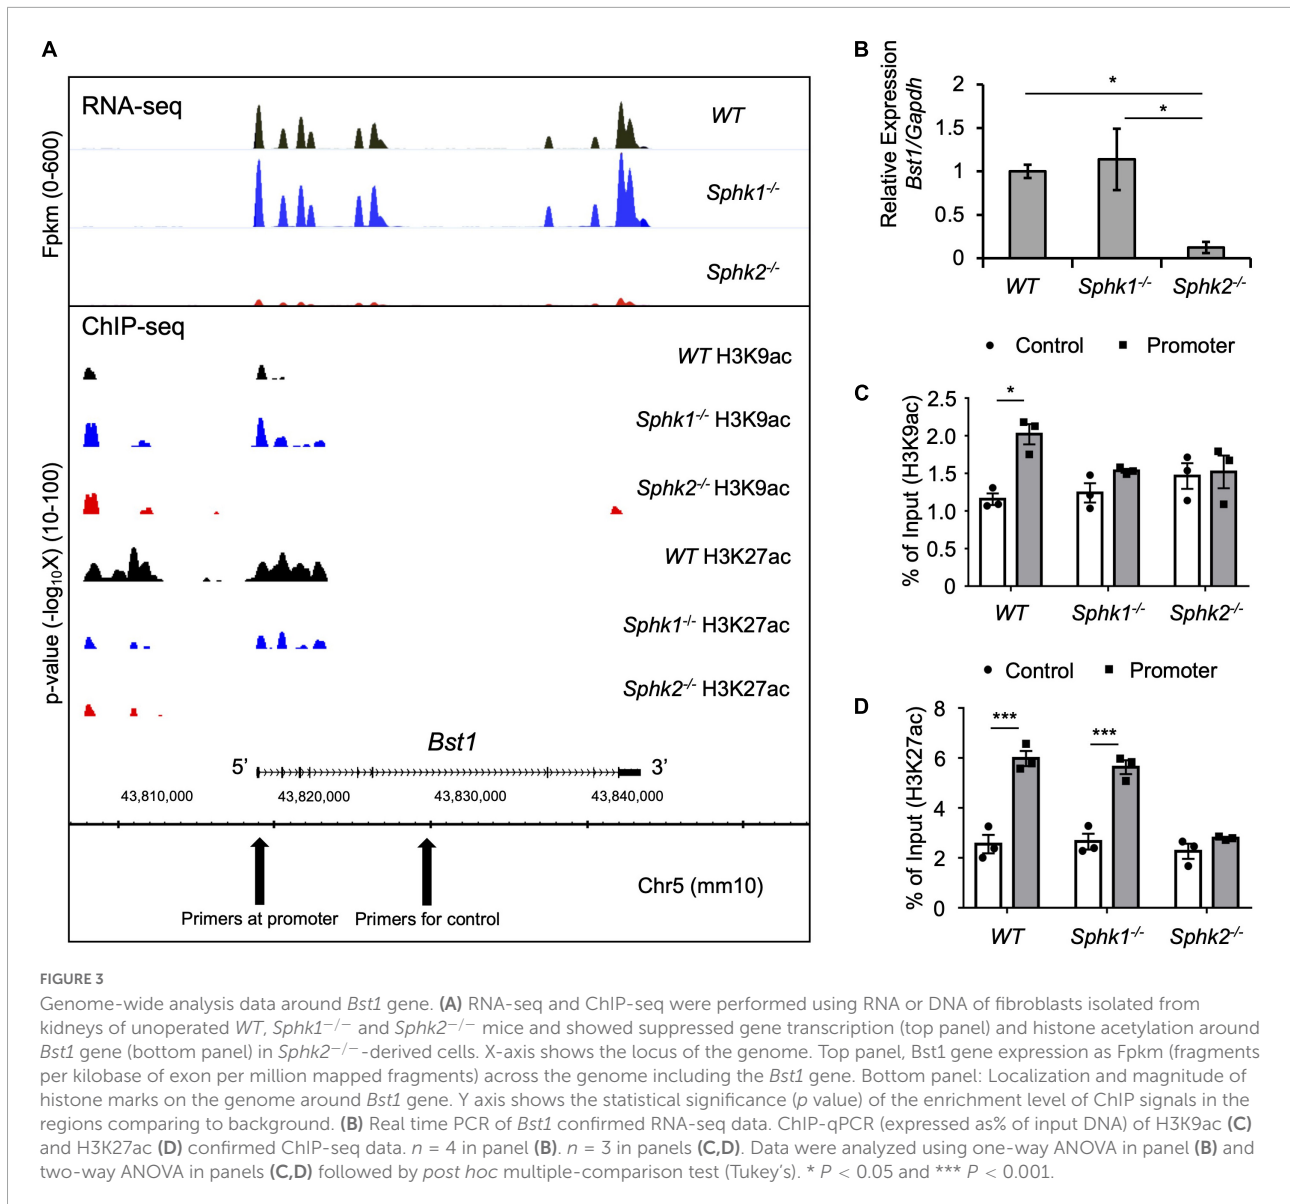 A
RNA-seq
Fpkm (0-600)
WT
Sphk1-/-
Sphk2-/-
ChIP-seq
p-value (-log10X) (10-100)
WT H3K9ac
Sphk1-/- H3K9ac
Sphk2-/- H3K9ac
WT H3K27ac
Sphk1-/- H3K27ac
Sphk2-/- H3K27ac
Bst1
5’ 3’
43,810,000 43,820,000 43,830,000 43,840,000
Primers at promoter Primers for control
Chr5 (mm10)
B
Relative Expression
Bst1/Gapdh
2
1.5
1
0.5
0
*
*
WT Sphk1-/- Sphk2-/-
Control Promoter
C
% of Input (H3K9ac)
2.5
2.0
1.5
1.0
0.5
0
*
WT Sphk1-/- Sphk2-/-
Control Promoter
D
% of Input (H3K27ac)
8
6
4
2
0
***
***
WT Sphk1-/- Sphk2-/-
FIGURE 3
Genome-wide analysis data around Bst1 gene. (A) RNA-seq and ChIP-seq were performed using RNA or DNA of fibroblasts isolated from
kidneys of unoperated WT, Sphk1−/− and Sphk2−/− mice and showed suppressed gene transcription (top panel) and histone acetylation around
Bst1 gene (bottom panel) in Sphk2−/−-derived cells. X-axis shows the locus of the genome. Top panel, Bst1 gene expression as Fpkm (fragments
per kilobase of exon per million mapped fragments) across the genome including the Bst1 gene. Bottom panel: Localization and magnitude of
histone marks on the genome around Bst1 gene. Y axis shows the statistical significance (p value) of the enrichment level of ChIP signals in the
regions comparing to background. (B) Real time PCR of Bst1 confirmed RNA-seq data. ChIP-qPCR (expressed as% of input DNA) of H3K9ac (C)
and H3K27ac (D) confirmed ChIP-seq data. n = 4 in panel (B). n = 3 in panels (C,D). Data were analyzed using one-way ANOVA in panel (B) and
two-way ANOVA in panels (C,D) followed by post hoc multiple-comparison test (Tukey’s). * P < 0.05 and *** P < 0.001.